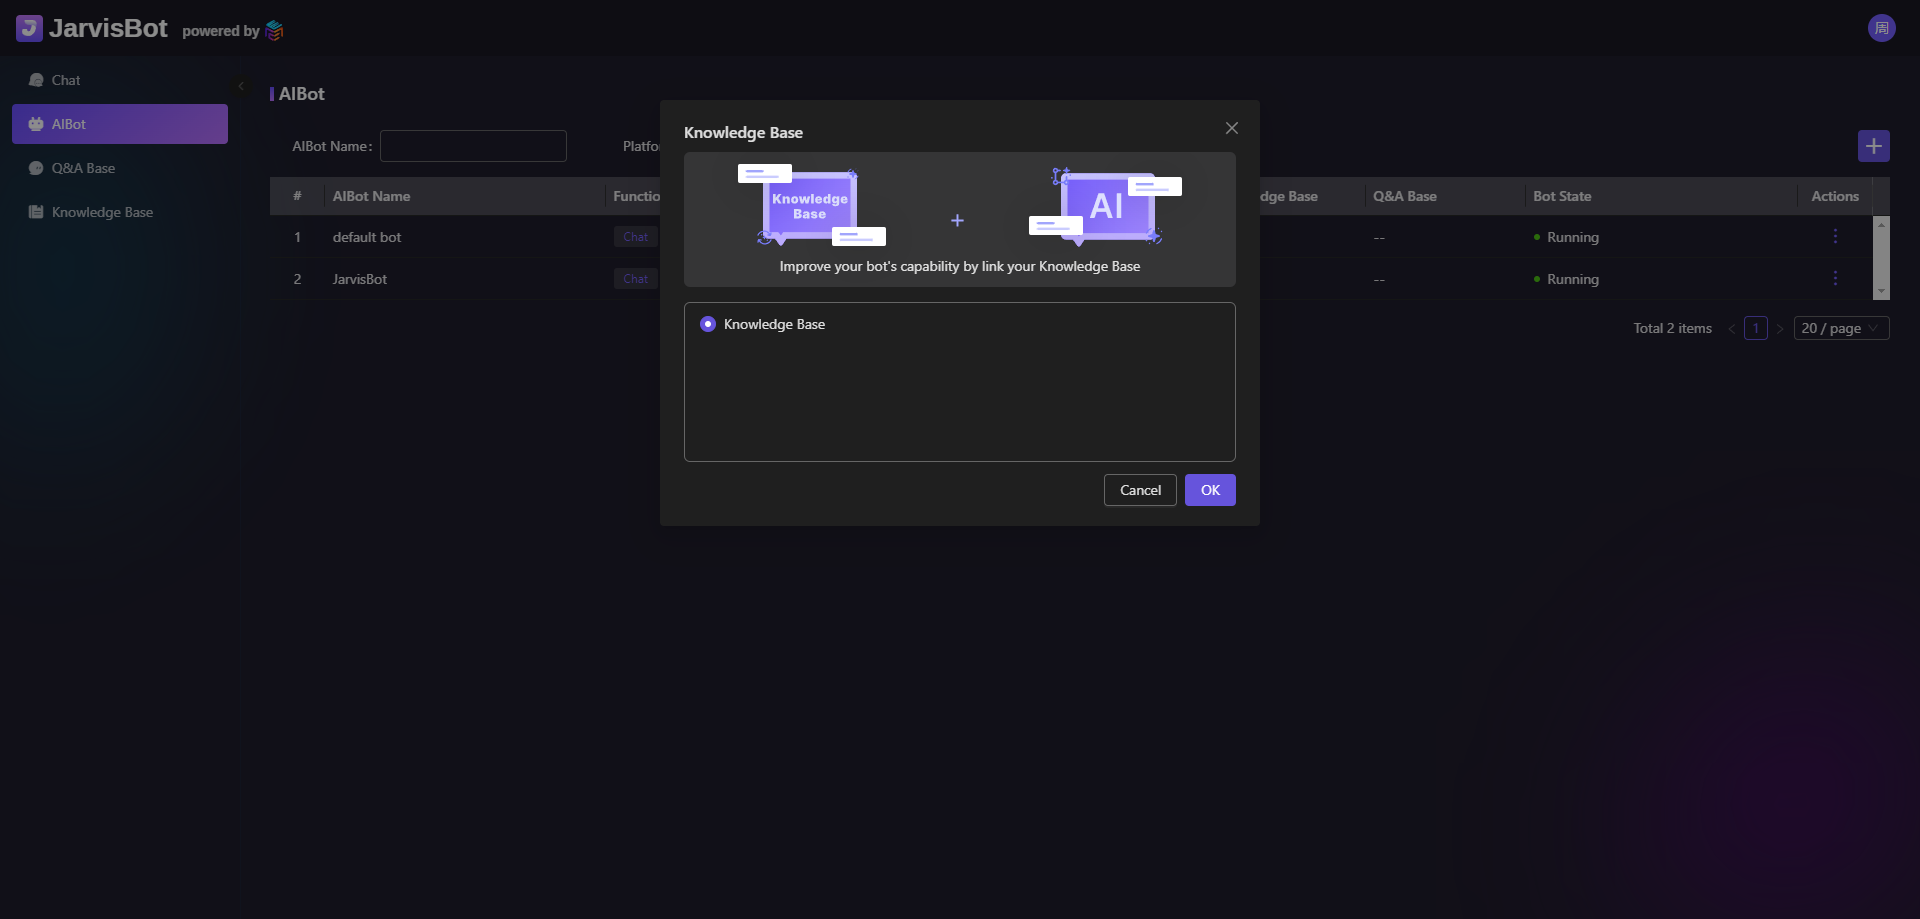 JarvisBot powered by
周
Chat
AIBot
Q&A Base
Knowledge Base
AIBot
AIBot Name:
Platfo
# AIBot Name Functio dge Base Q&A Base Bot State Actions
1 default bot Chat -- Running
2 JarvisBot Chat -- Running
Total 2 items 1 20 / page
Knowledge Base
Knowledge
Base
+
AI
Improve your bot's capability by link your Knowledge Base
Knowledge Base
Cancel OK